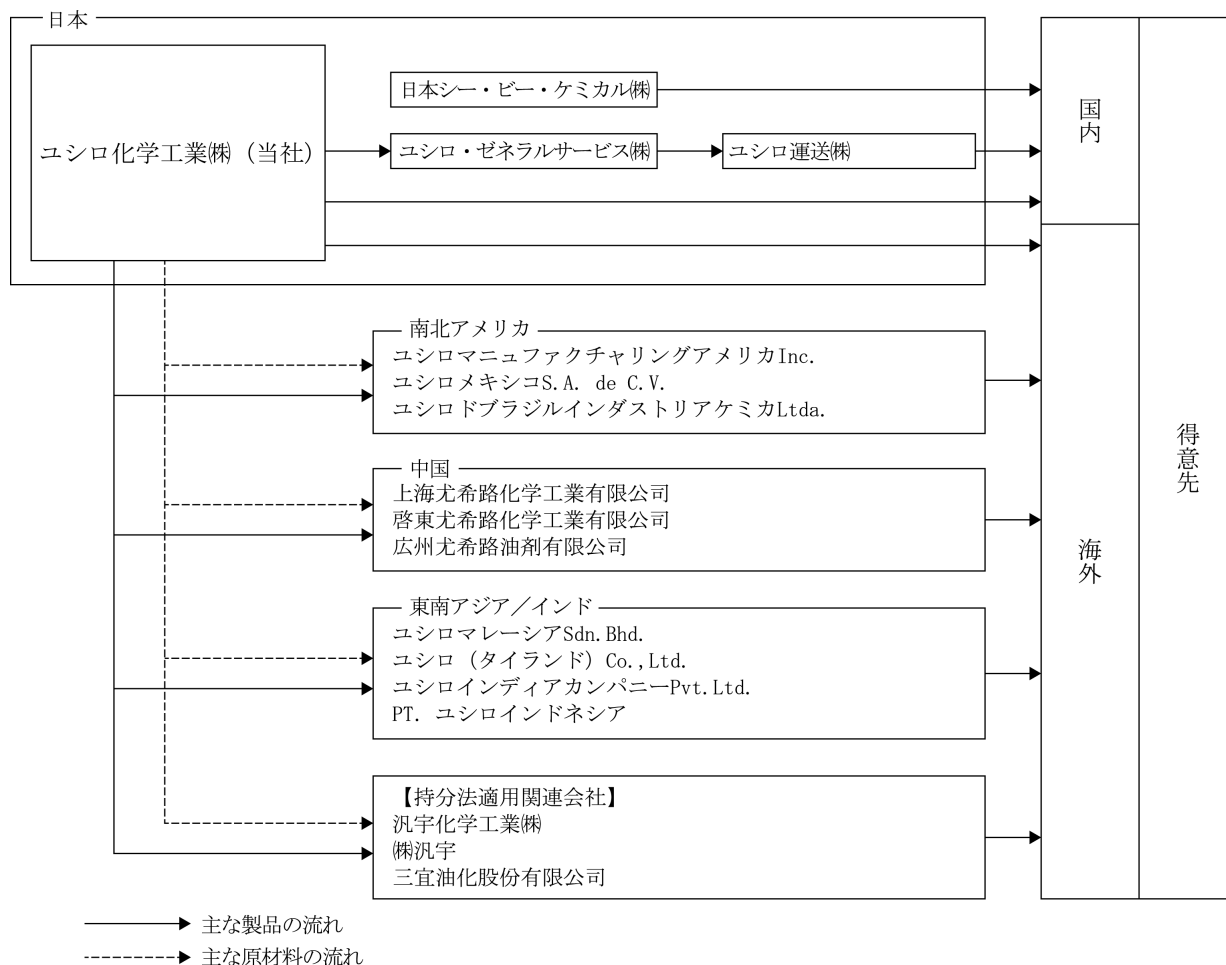 日本
ユシロ化学工業㈱（当社）
日本シー・ビー・ケミカル㈱
ユシロ・ゼネラルサービス㈱
ユシロ運送㈱
国内
南北アメリカ
ユシロマニュファクチャリングアメリカInc.
ユシロメキシコS.A. de C.V.
ユシロドブラジルインダストリアケミカLtda.
中国
上海尤希路化学工業有限公司
啓東尤希路化学工業有限公司
広州尤希路油剤有限公司
東南アジア／インド
ユシロマレーシアSdn.Bhd.
ユシロ（タイランド）Co.,Ltd.
ユシロインディアカンパニーPvt.Ltd.
PT. ユシロインドネシア
【持分法適用関連会社】
汎宇化学工業㈱
㈱汎宇
三宜油化股份有限公司
海外
得意先
主な製品の流れ
主な原材料の流れ